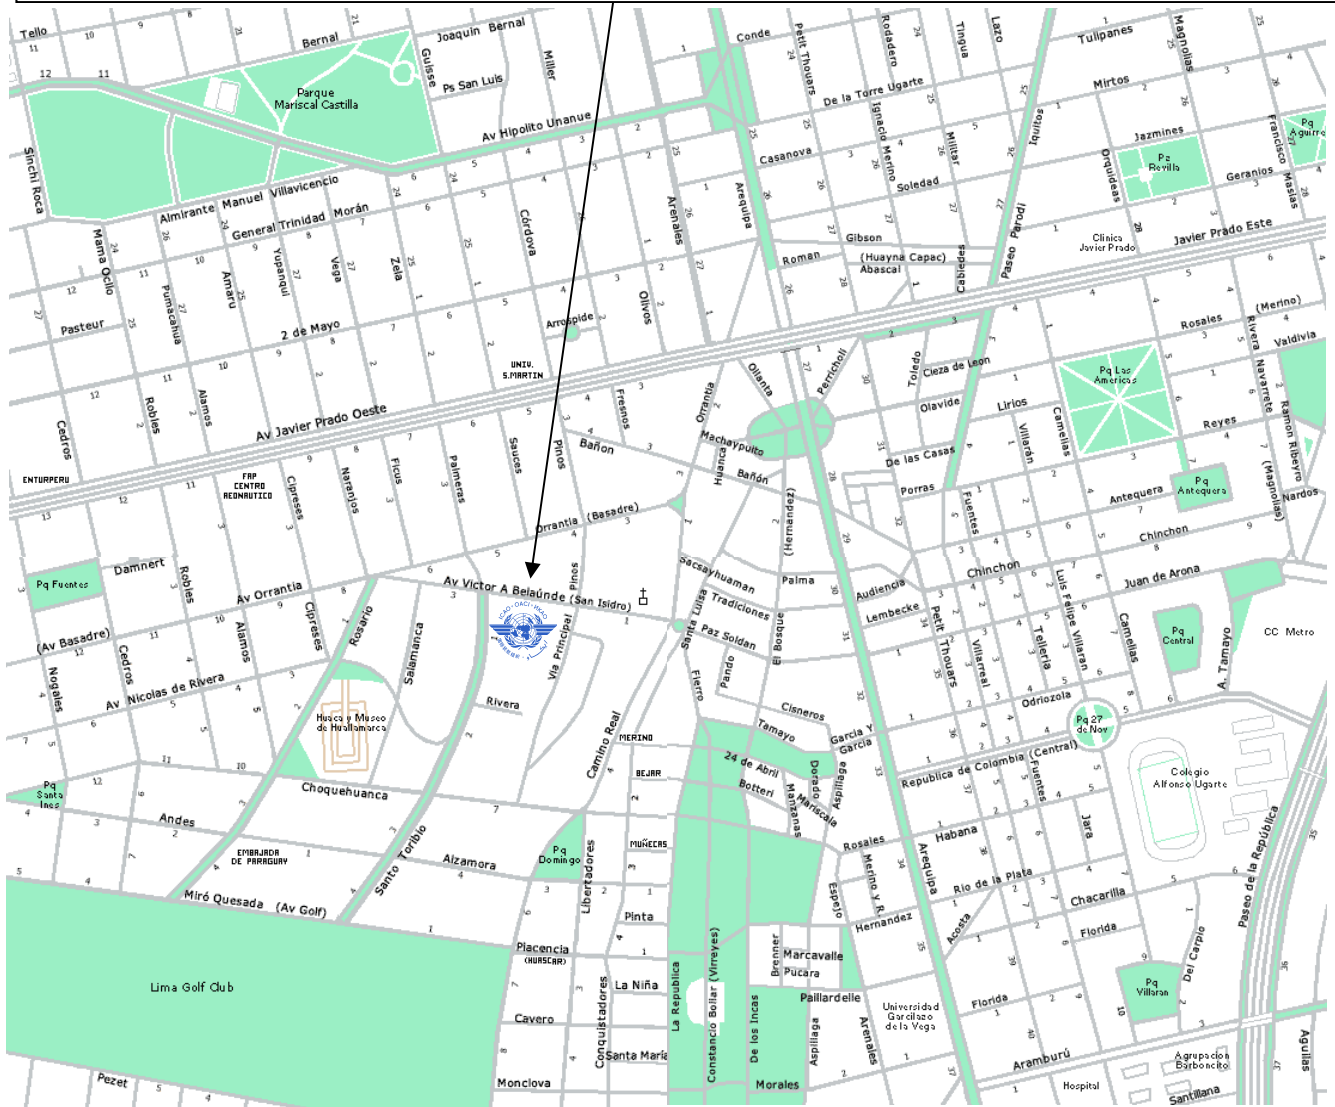 Tello
11
10
9
21
Bernal
21
Joaquin Bernal
Guisse
Ps San Luis
Miller
Conde
Petit Thouars
Rodadero
Tingua
Lazo
Tulipanes
Magnolias
Parque
Mariscal Castilla
Av Hipolito Unanue
De la Torre Ugarte
Ignacio Merino
Militar
Iquitos
Mirtos
Jazmines
Francisco Masias
Pq
Aguirre
Sinchi Roca
Almirante Manuel Villavicencio
General Trinidad Morán
Casanova
Soledad
Orquideas
Pz
Revilla
Geranios
Mama Ocllo
Pumacahua
Amaru
Yupanqui
Vega
Zela
Córdova
Arenales
Arequipa
Olivos
Gibson
Roman
(Huayna Capac)
Abascal
Cabiedes
Paseo Parodi
Clinica
Javier Prado
Javier Prado Este
Pasteur
2 de Mayo
Arrospide
UNIV.
S.MARTIN
Ollanta
Perricholi
Toledo
Cieza de Leon
Pq Las
Americas
Rosales
(Merino)
Rivera Navarrete
Valdivia
Cedros
Robles
Alamos
Av Javier Prado Oeste
Sauces
Pinos
Fresnos
Bañon
Orrantia
Machaypuito
Huanca
Bañón
Olavide
Lirios
Villarán
Camelias
Reyes
Ramon Ribeyro
De las Casas
Porras
ENTURPERU
FAP
CENTRO
AERONAUTICO
Cipreses
Naranjos
Ficus
Palmeras
Orrantia (Basadre)
(Hernandez)
Fuentes
Antequera
Pq
Antequera
(Magnolias)
Nardos
Chinchon
Chinchon
Pq Fuentes
Damnert
Robles
Av Orrantia
Av Victor A Belaúnde (San Isidro)
Pinos
Sacsayhuaman
Palma
Audiencia
Lembecke
Luis Felipe Villaran
Juan de Arona
ICAO · OACI · ИКАО
(Av Basadre)
Alamos
Cipreses
Rosario
Salamanca
Via Principal
Santa Luisa
Tradiciones
Paz Soldan
El Bosque
Petit Thouars
Villarreal
Telleria
Camelias
Pq
Central
A. Tamayo
CC Metro
Nogales
Cedros
Av Nicolas de Rivera
Rivera
Fierro
Pando
Cisneros
Odriozola
Huaca y Museo
de Huallamarca
Camino Real
MERINO
Tamayo
Garcia Y
Garcia
Pq 27
de Nov
24 de Abril
Dorado
Aspillaga
Republica de Colombia (Central)
Pq
Santa
Ines
Choquehuanca
BEJAR
Botteri
Manzanas
Mariscala
Fuentes
Colegio
Alfonso Ugarte
Andes
EMBAJADA
DE PARAGUAY
Santo Toribio
Alzamora
Pq
Domingo
Libertadores
MUÑECAS
Rosales
Habana
Jara
Paseo de la República
Miró Quesada (Av Golf)
Pinta
Espejo
Merino y R.
Arequipa
Rio de la Plata
Chacarilla
Hernandez
Acosta
Florida
Del Carpio
Placencia
(HUASCAR)
La República
Constancio Bollar (Virreyes)
Brenner
Marcavalle
Pucara
Lima Golf Club
La Niña
Conquistadores
De los Incas
Paillardelle
Universidad
Garcilazo
de la Vega
Florida
Pq
Villaran
Cavero
Santa María
Aspillaga
Arenales
Aramburú
Agrupacion
Barboncito
Aguilas
Pezet
Monclova
Morales
Hospital
Santillana